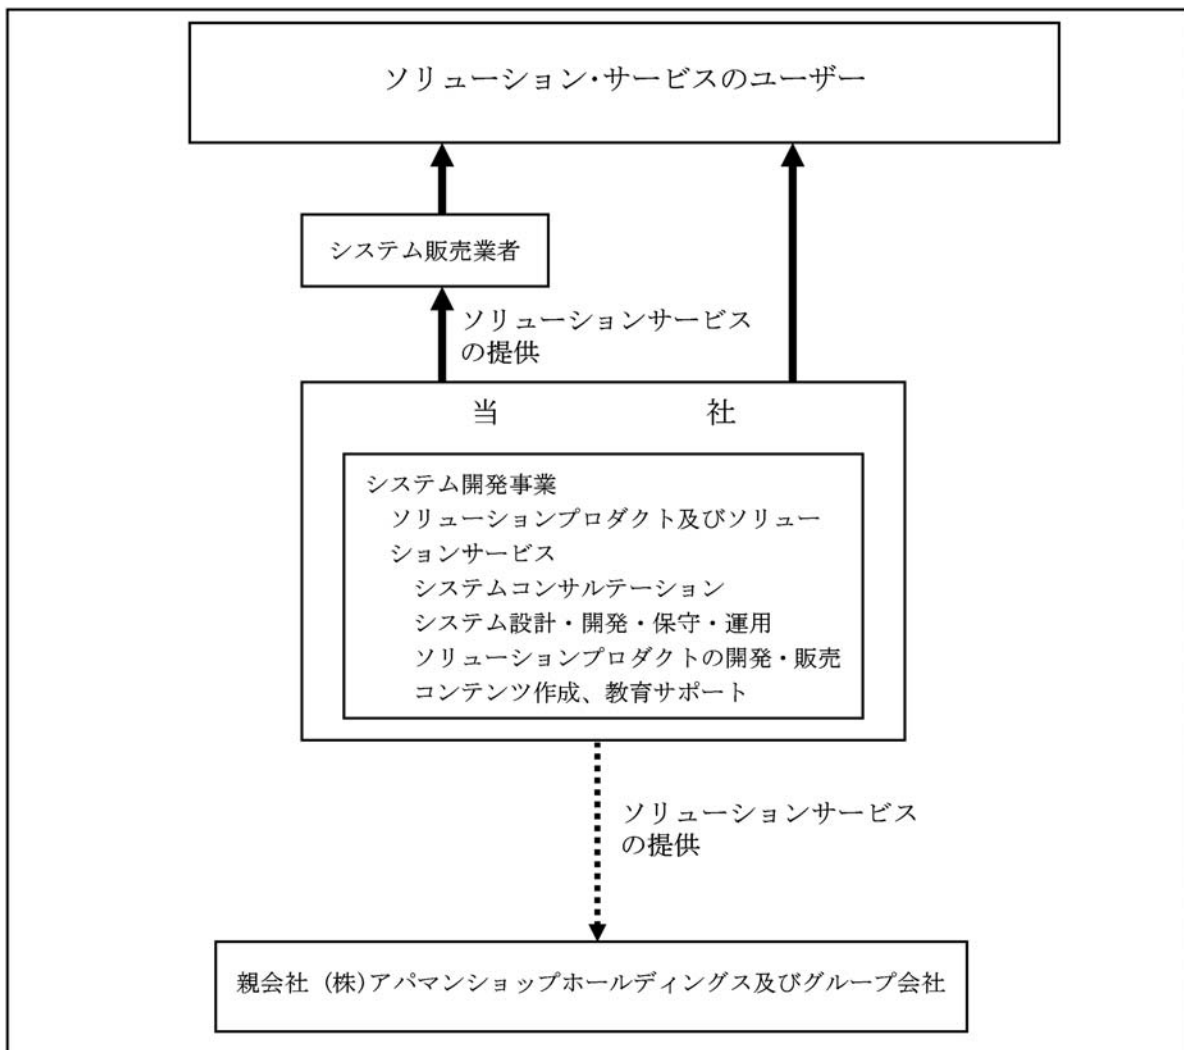 ソリューション・サービスのユーザー
システム販売業者
ソリューションサービス
の提供
当 社
システム開発事業
ソリューションプロダクト及びソリュー
ションサービス
システムコンサルテーション
システム設計・開発・保守・運用
ソリューションプロダクトの開発・販売
コンテンツ作成、教育サポート
ソリューションサービス
の提供
親会社 (株)アパマンショップホールディングス及びグループ会社